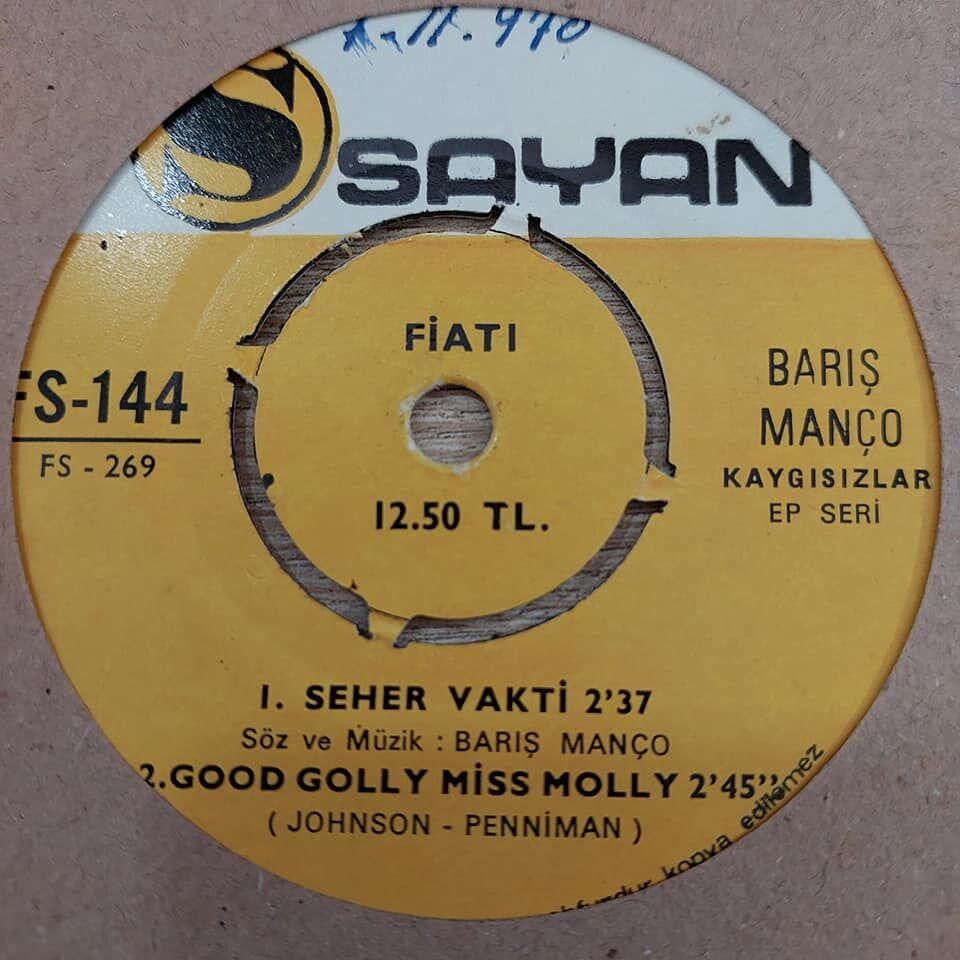 SAYAN
FİATI
12.50 TL.
FS-144
FS - 269
BARIŞ
MANÇO
KAYGISIZLAR
EP SERİ
1. SEHER VAKTİ 2'37
Söz ve Müzik : BARIŞ MANÇO
2.GOOD GOLLY MİSS MOLLY 2'45''
( JOHNSON - PENNİMAN )
kopya edilemez